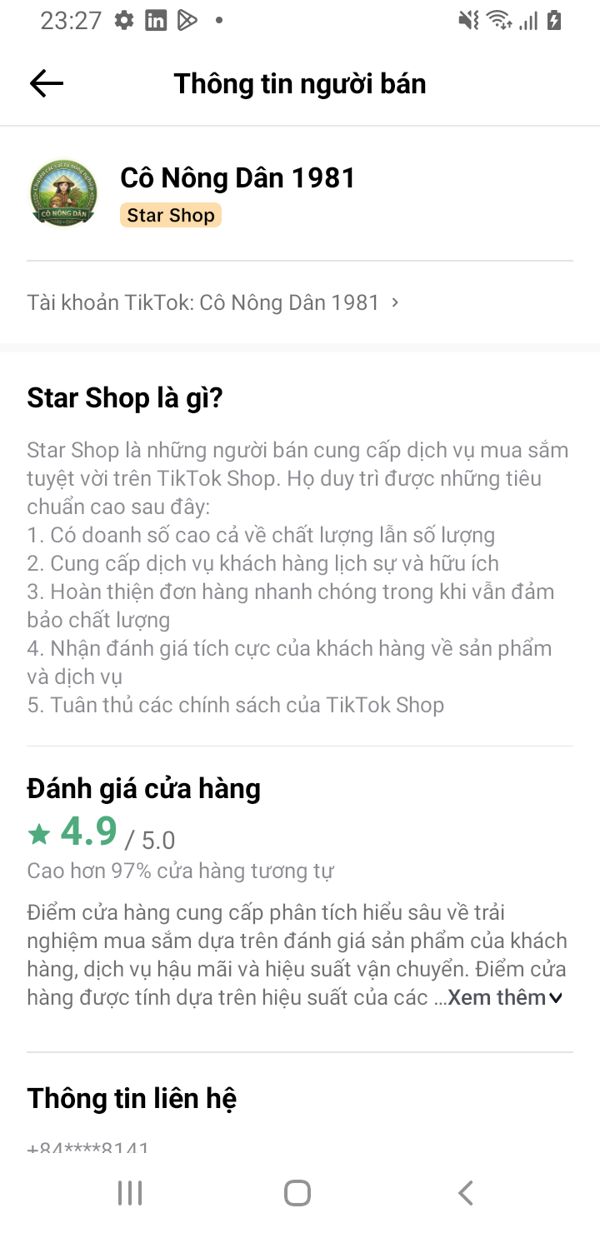 23:27
Thông tin người bán
CÔ NÔNG DÂN
Cô Nông Dân 1981
Star Shop
Tài khoản TikTok: Cô Nông Dân 1981 ›
Star Shop là gì?
Star Shop là những người bán cung cấp dịch vụ mua sắm
tuyệt vời trên TikTok Shop. Họ duy trì được những tiêu
chuẩn cao sau đây:
1. Có doanh số cao cả về chất lượng lẫn số lượng
2. Cung cấp dịch vụ khách hàng lịch sự và hữu ích
3. Hoàn thiện đơn hàng nhanh chóng trong khi vẫn đảm
bảo chất lượng
4. Nhận đánh giá tích cực của khách hàng về sản phẩm
và dịch vụ
5. Tuân thủ các chính sách của TikTok Shop
Đánh giá cửa hàng
4.9 / 5.0
Cao hơn 97% cửa hàng tương tự
Điểm cửa hàng cung cấp phân tích hiểu sâu về trải
nghiệm mua sắm dựa trên đánh giá sản phẩm của khách
hàng, dịch vụ hậu mãi và hiệu suất vận chuyển. Điểm cửa
hàng được tính dựa trên hiệu suất của các ...Xem thêm
Thông tin liên hệ
+84****8141